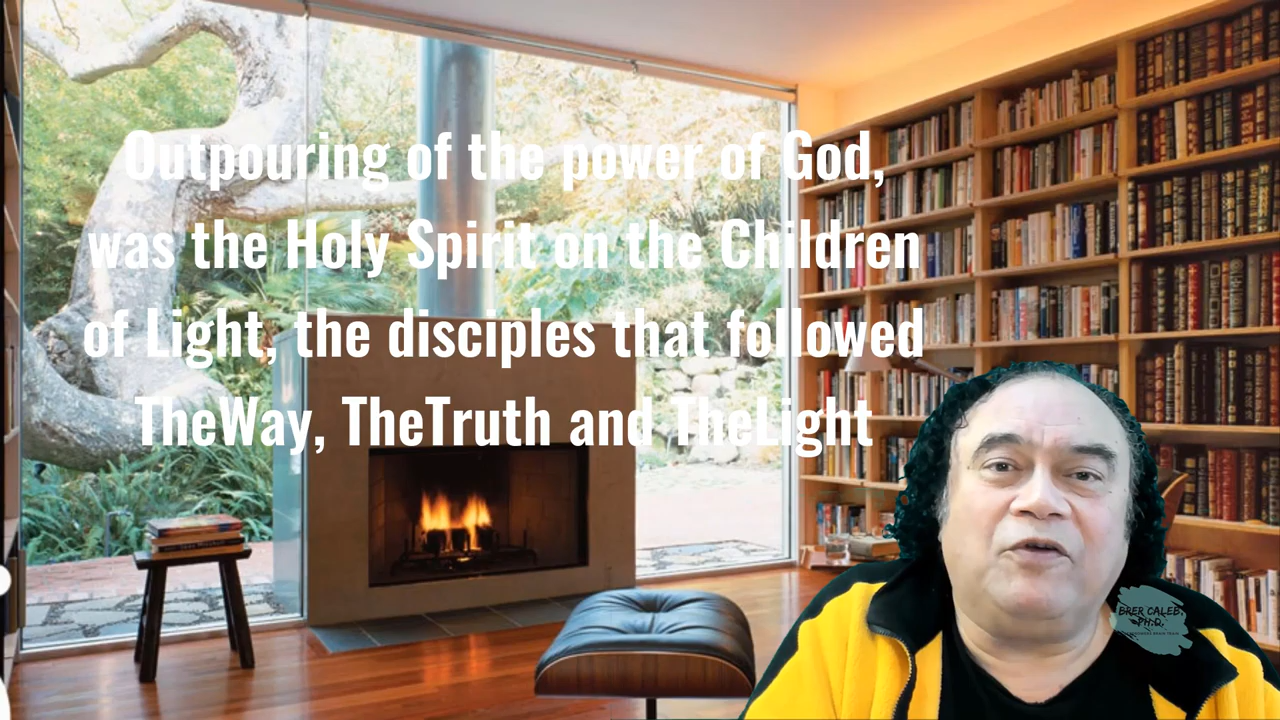 Outpouring of the power of God,
was the Holy Spirit on the Children
of Light, the disciples that followed
TheWay, TheTruth and TheLight
BRER CALEB,
PH.D.